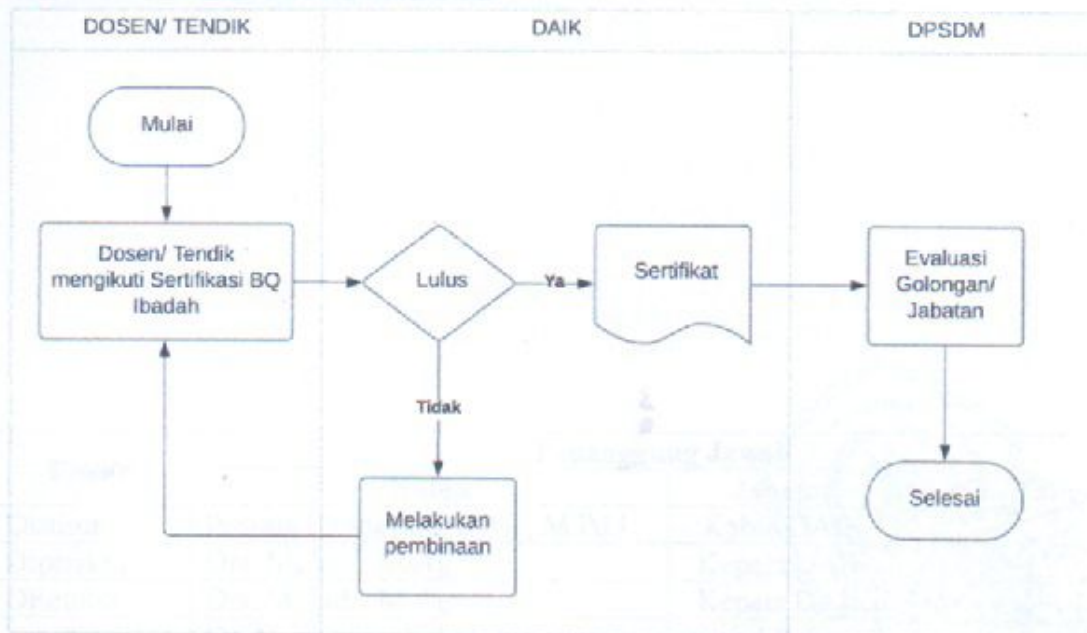 DOSEN/ TENDIK
DAIK
DPSDM
Mulai
Dosen/ Tendik
mengikuti Sertifikasi BQ
Ibadah
Lulus
Ya
Sertifikat
Evaluasi
Golongan/
Jabatan
Tidak
Melakukan
pembinaan
Selesai